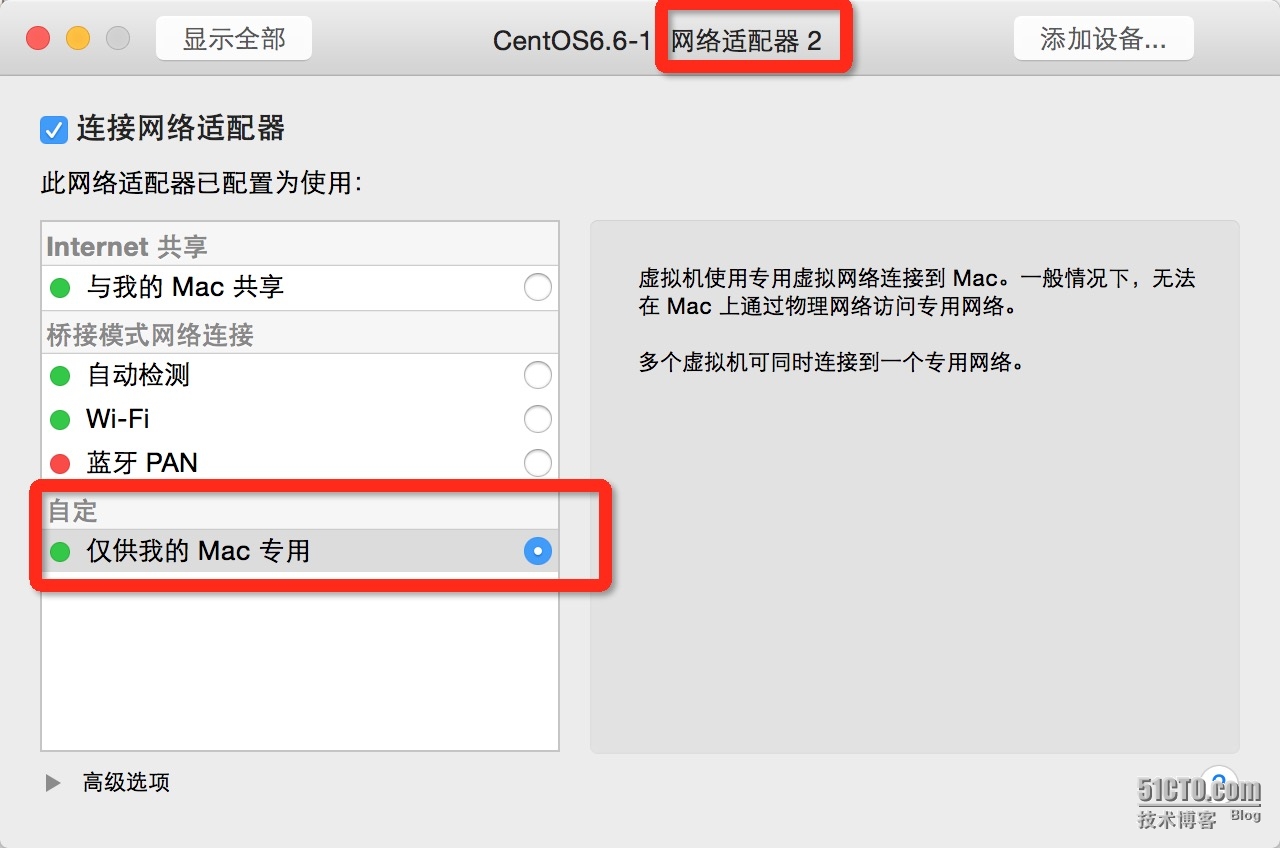 显示全部
CentOS6.6-1
网络适配器 2
添加设备...
连接网络适配器
此网络适配器已配置为使用：
Internet 共享
与我的 Mac 共享
桥接模式网络连接
自动检测
Wi-Fi
蓝牙 PAN
自定
仅供我的 Mac 专用
虚拟机使用专用虚拟网络连接到 Mac。一般情况下，无法
在 Mac 上通过物理网络访问专用网络。
多个虚拟机可同时连接到一个专用网络。
高级选项
?
51CTO.com
技术博客 Blog